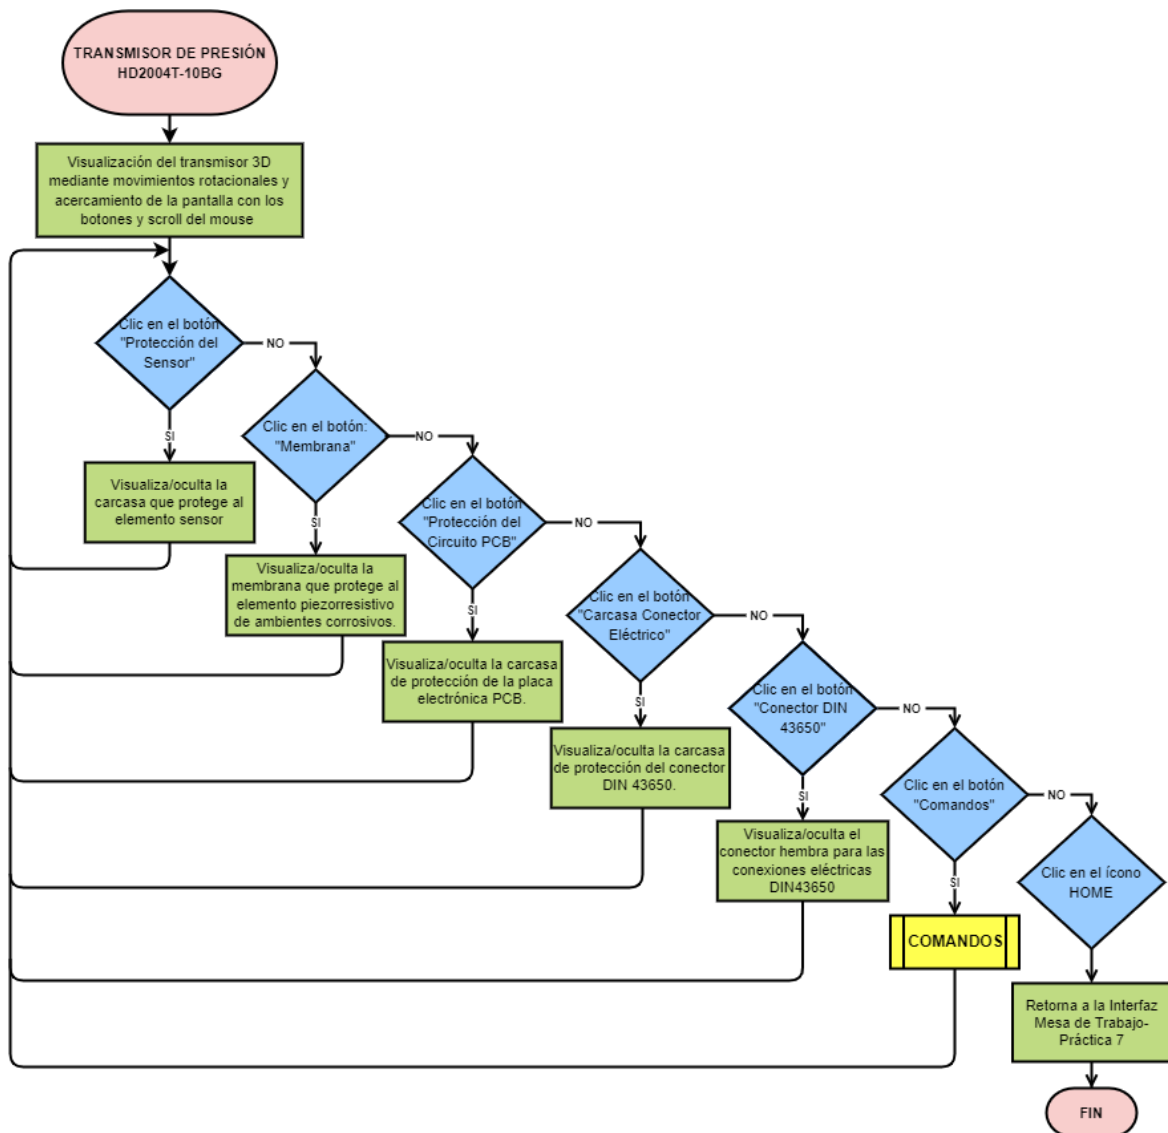 TRANSMISOR DE PRESIÓN
HD2004T-10BG
Visualización del transmisor 3D
mediante movimientos rotacionales y
acercamiento de la pantalla con los
botones y scroll del mouse
Clic en el botón
"Protección del
Sensor"
NO
SI
Visualiza/oculta la
carcasa que protege al
elemento sensor
Clic en el botón:
"Membrana"
NO
SI
Visualiza/oculta la
membrana que protege al
elemento piezorresistivo
de ambientes corrosivos.
Clic en el botón
"Protección del
Circuito PCB"
NO
SI
Visualiza/oculta la carcasa
de protección de la placa
electrónica PCB.
Clic en el botón
"Carcasa Conector
Eléctrico"
NO
SI
Visualiza/oculta la carcasa
de protección del conector
DIN 43650.
Clic en el botón
"Conector DIN
43650"
NO
SI
Visualiza/oculta el
conector hembra para las
conexiones eléctricas
DIN43650
Clic en el botón
"Comandos"
NO
SI
COMANDOS
Clic en el ícono
HOME
Retorna a la Interfaz
Mesa de Trabajo-
Práctica 7
FIN